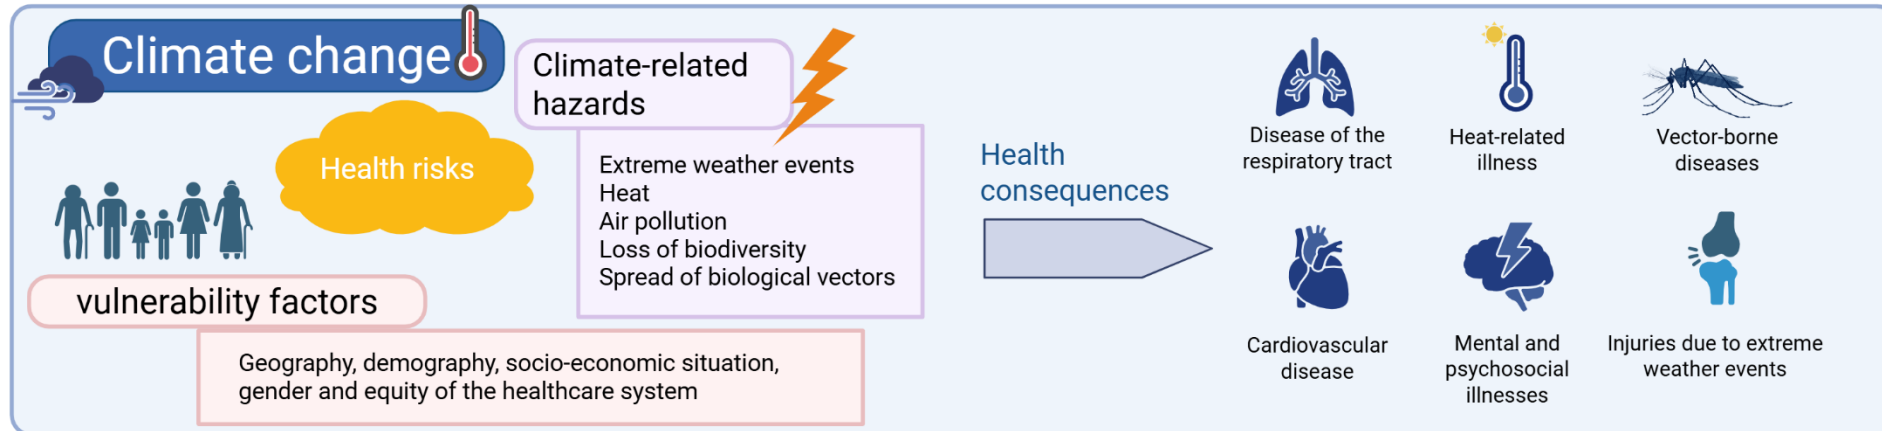 Climate change
Climate-related
hazards
Health risks
Extreme weather events
Heat
Air pollution
Loss of biodiversity
Spread of biological vectors
vulnerability factors
Geography, demography, socio-economic situation,
gender and equity of the healthcare system
Health
consequences
Disease of the
respiratory tract
Heat-related
illness
Vector-borne
diseases
Cardiovascular
disease
Mental and
psychosocial
illnesses
Injuries due to extreme
weather events